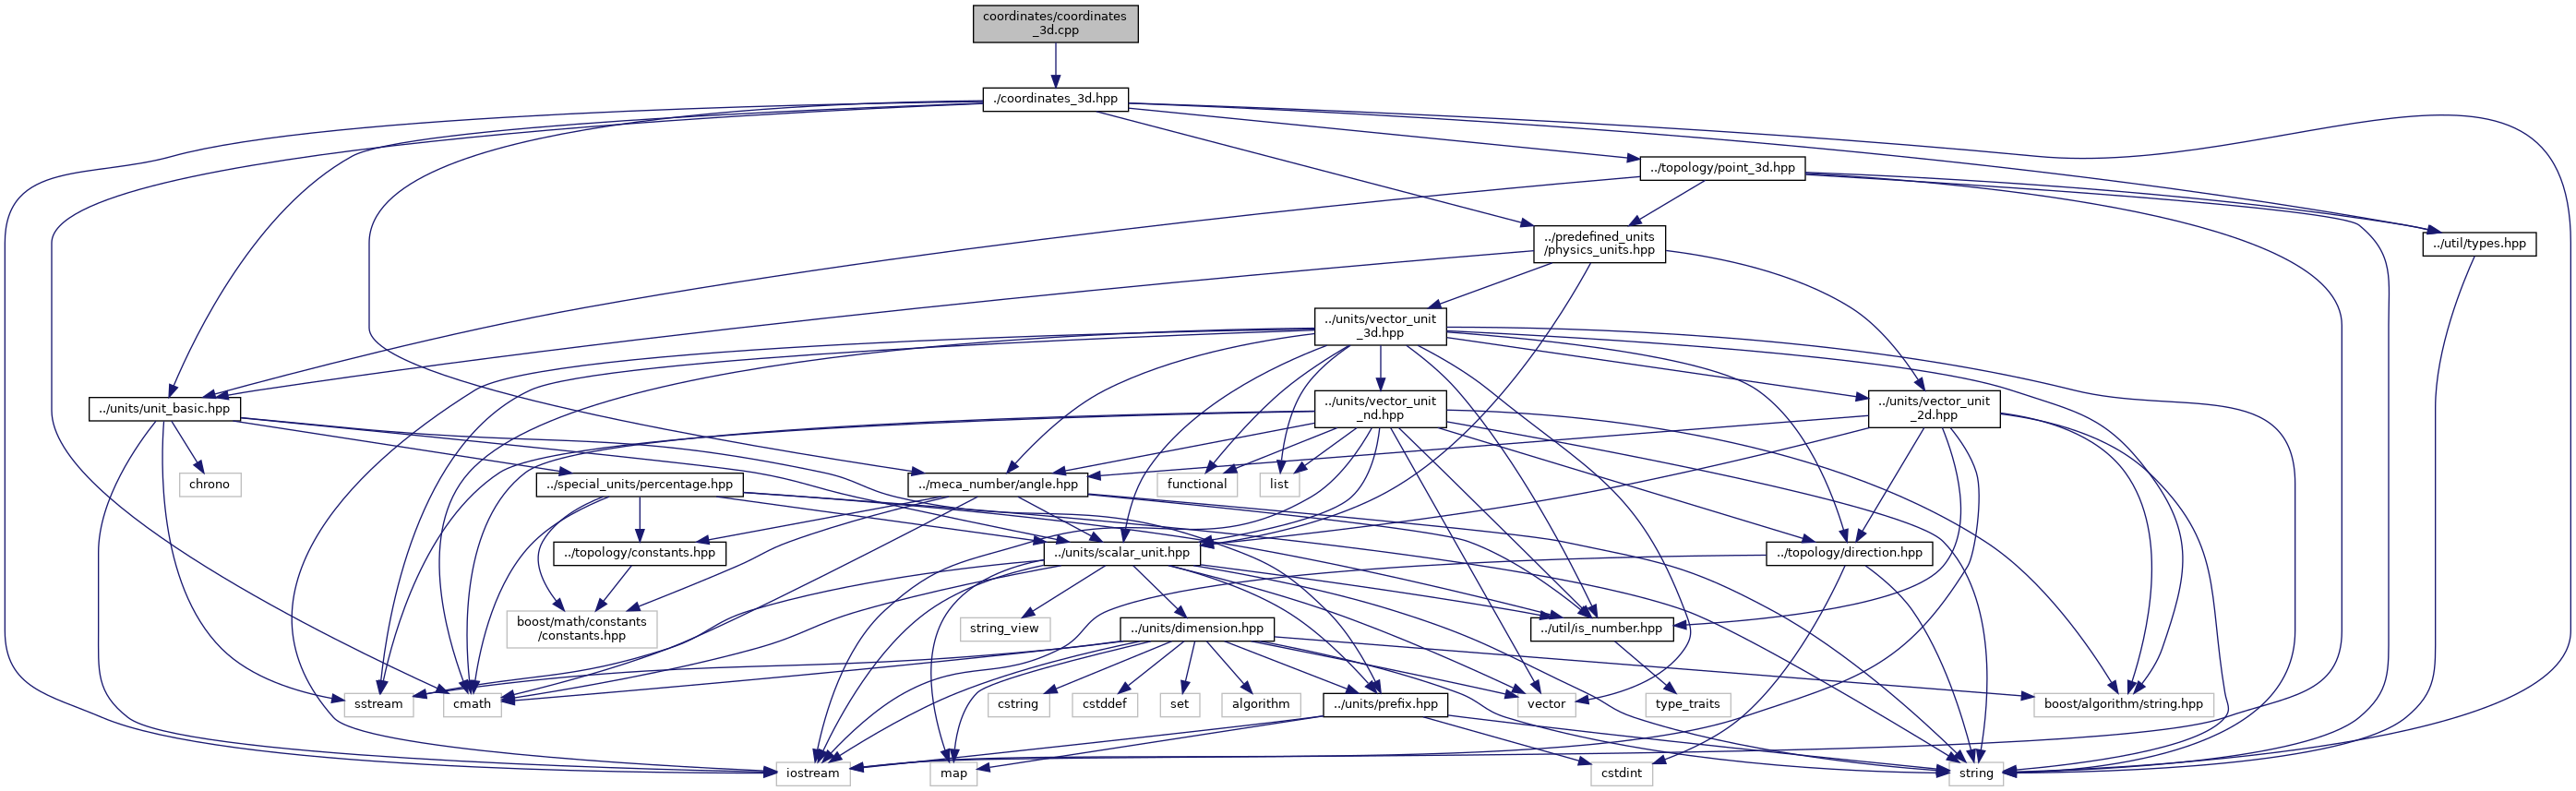 coordinates/coordinates
_3d.cpp
./coordinates_3d.hpp
../topology/point_3d.hpp
../predefined_units
/physics_units.hpp
../util/types.hpp
../units/vector_unit
_3d.hpp
../units/unit_basic.hpp
../units/vector_unit
_nd.hpp
../units/vector_unit
_2d.hpp
chrono
../special_units/percentage.hpp
../meca_number/angle.hpp
functional
list
../topology/constants.hpp
../units/scalar_unit.hpp
../topology/direction.hpp
boost/math/constants
/constants.hpp
string_view
../units/dimension.hpp
../util/is_number.hpp
sstream
cmath
cstring
cstddef
set
algorithm
../units/prefix.hpp
vector
type_traits
boost/algorithm/string.hpp
iostream
map
cstdint
string